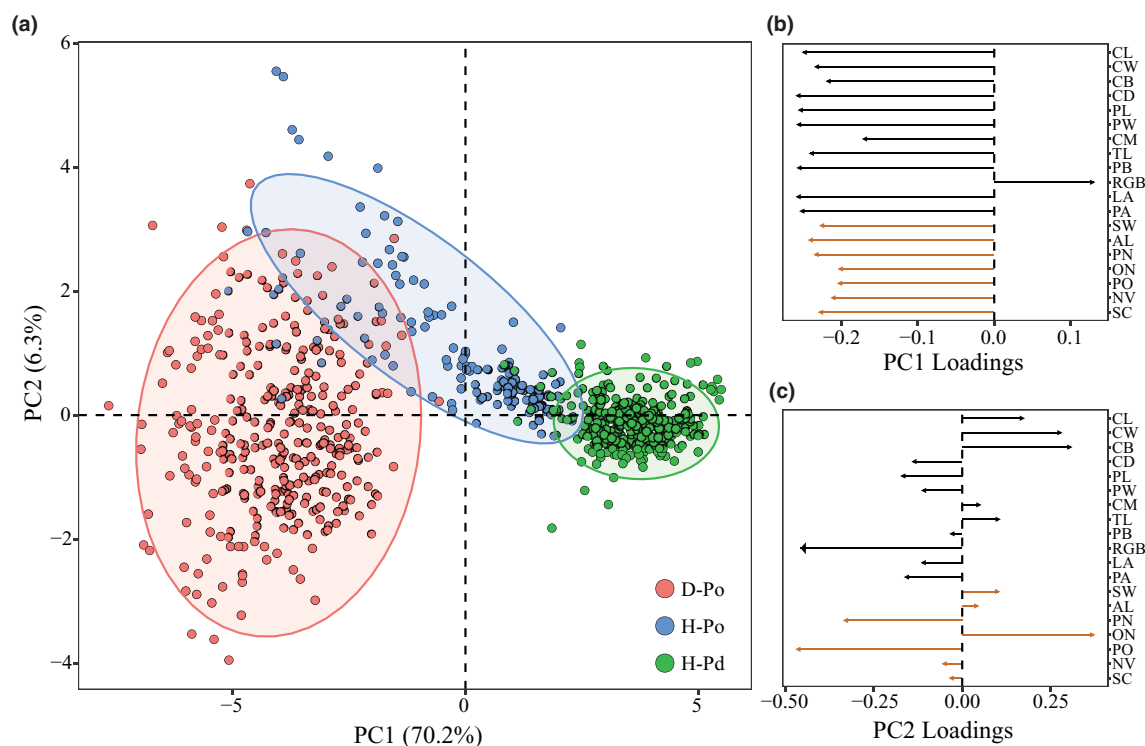 (a)
6
4
2
0
−2
−4
PC2 (6.3%)
−5
0
5
PC1 (70.2%)
D-Po
H-Po
H-Pd
(b)
CL
CW
CB
CD
PL
PW
CM
TL
PB
RGB
LA
PA
SW
AL
PN
ON
PO
NV
SC
−0.2
−0.1
0.0
0.1
PC1 Loadings
(c)
CL
CW
CB
CD
PL
PW
CM
TL
PB
RGB
LA
PA
SW
AL
PN
ON
PO
NV
SC
−0.50
−0.25
0.00
0.25
PC2 Loadings